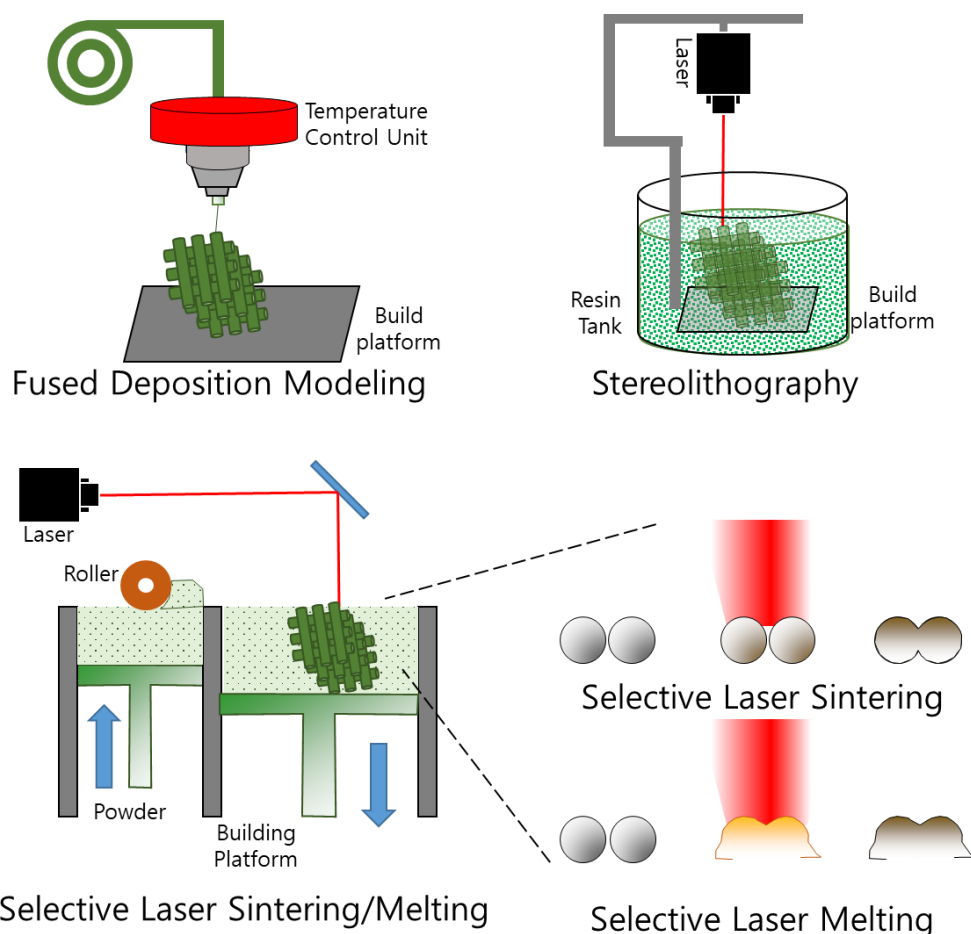 Temperature
Control Unit
Build
platform
Fused Deposition Modeling
Laser
Resin
Tank
Build
platform
Stereolithography
Laser
Roller
Powder
Building
Platform
Selective Laser Sintering/Melting
Selective Laser Sintering
Selective Laser Melting